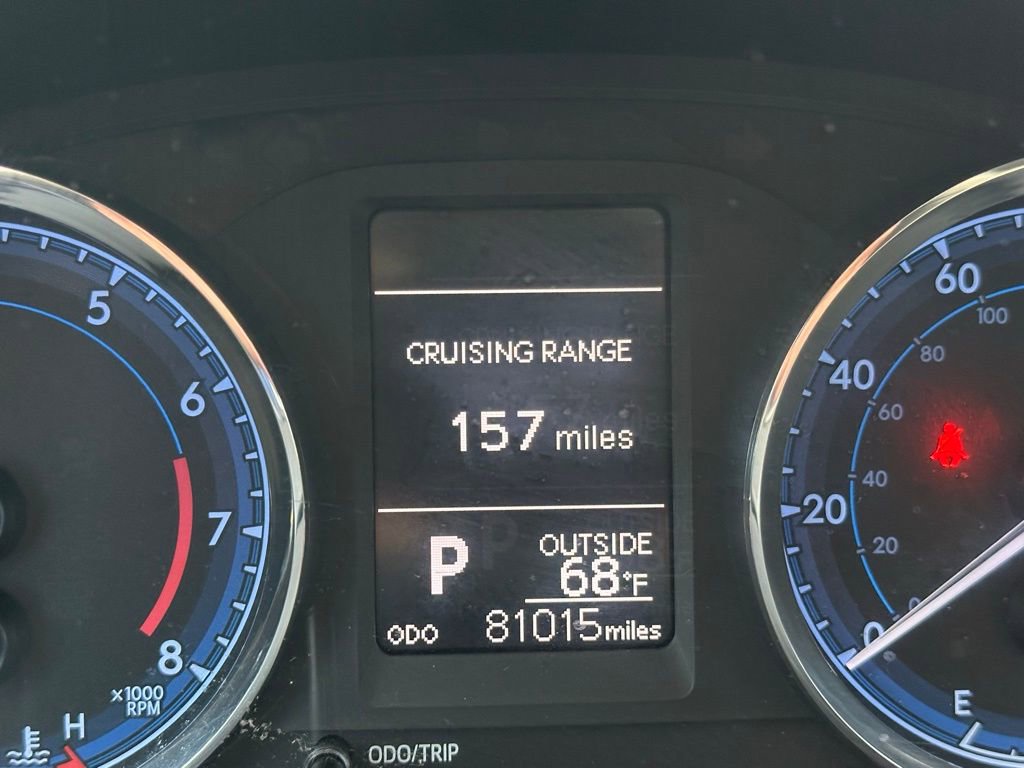 5
6
7
8
x1000
RPM
H
CRUISING RANGE
157 miles
P
OUTSIDE
68°F
ODO 81015miles
ODO/TRIP
60
100
80
40
60
40
20
20
0
0
E